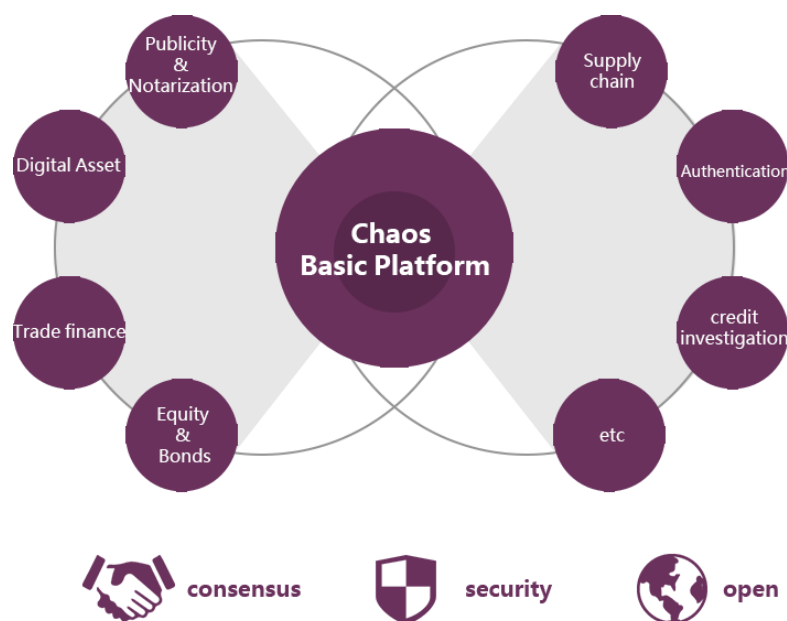 Publicity
&
Notarization
Digital Asset
Trade finance
Equity
&
Bonds
Chaos
Basic Platform
Supply
chain
Authentication
credit
investigation
etc
consensus
security
open